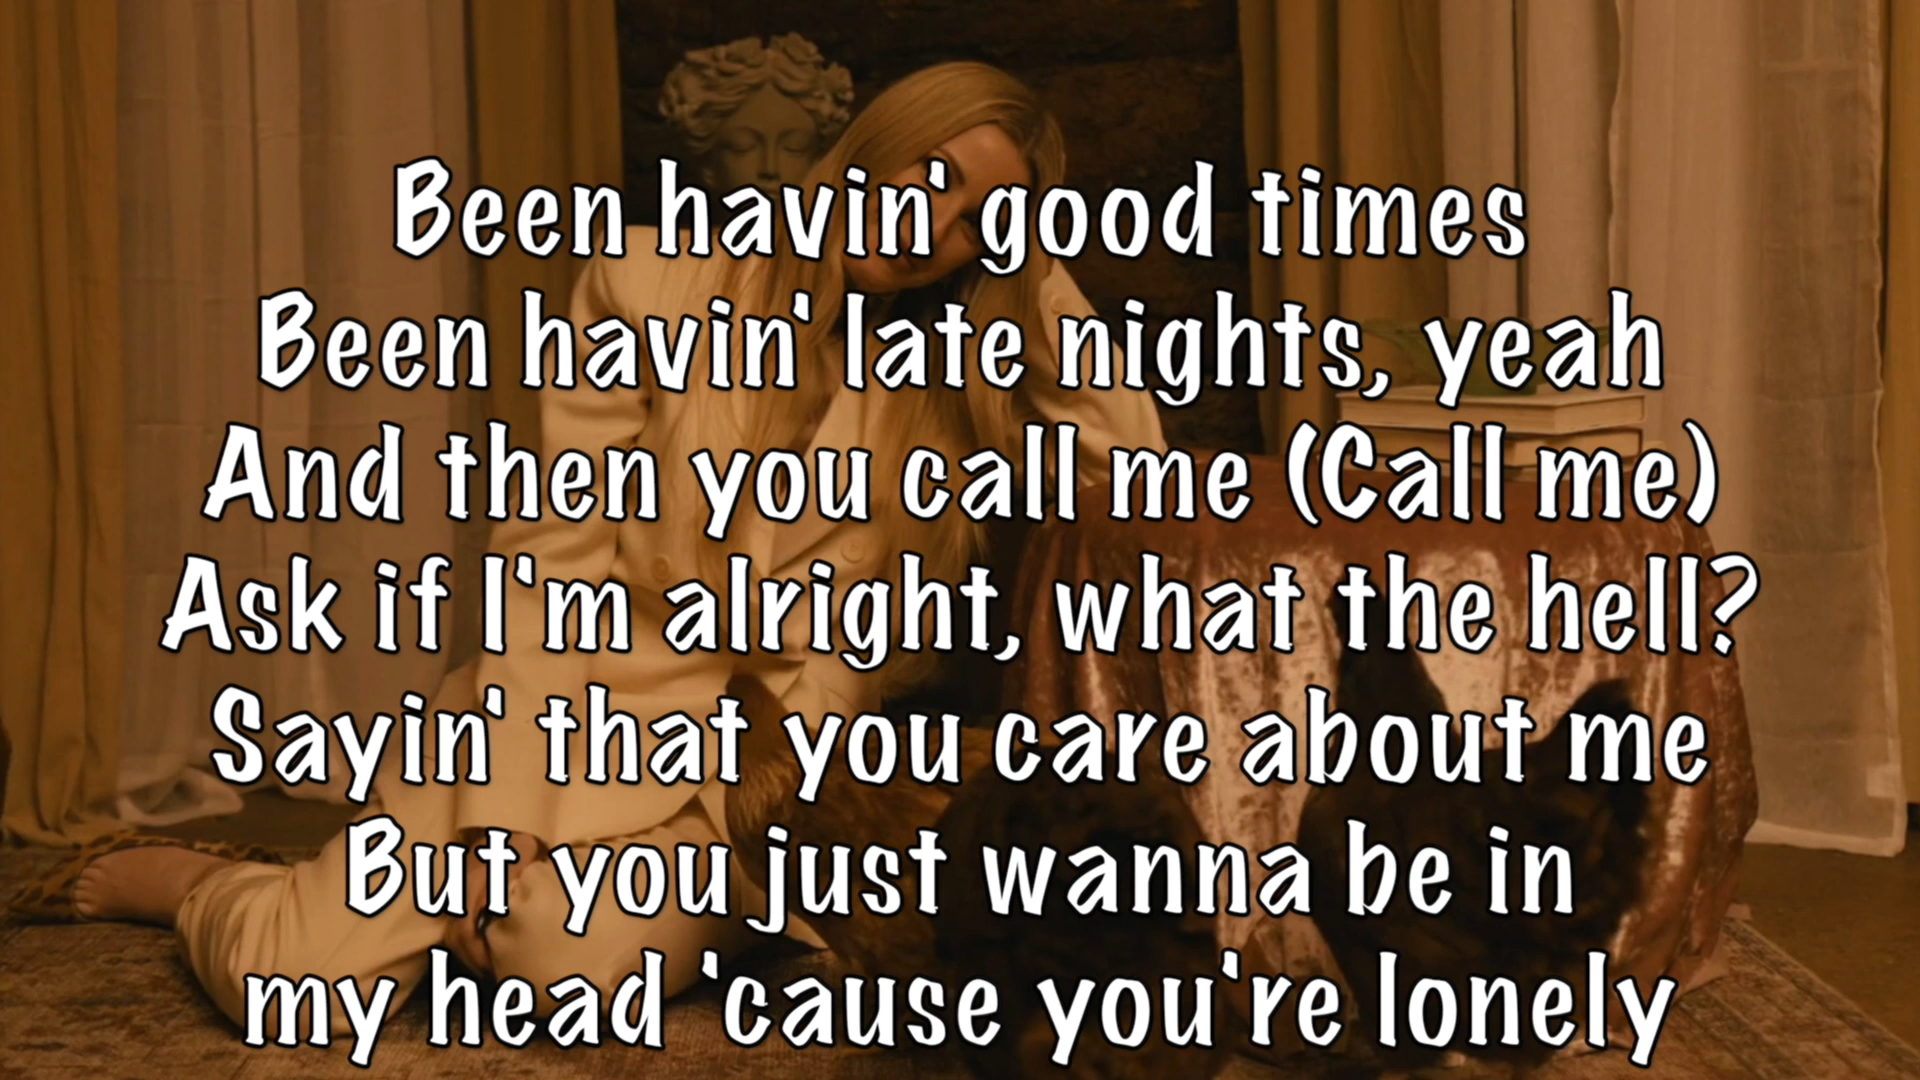 Been havin' good times
Been havin' late nights, yeah
And then you call me (Call me)
Ask if I'm alright, what the hell?
Sayin' that you care about me
But you just wanna be in
my head 'cause you're lonely